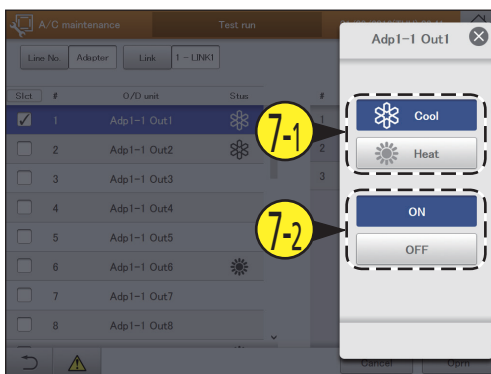 A/C maintenance Test run
Line No. Adapter Link 1 – LINK1
Slct # O/D unit Stus #
1 Adp1-1 Out1 1
2 Adp1-1 Out2 2
3 Adp1-1 Out3 3
4 Adp1-1 Out4
5 Adp1-1 Out5
6 Adp1-1 Out6
7 Adp1-1 Out7
8 Adp1-1 Out8
Cancel Oprn
Adp1-1 Out1
7-1
Cool
Heat
7-2
ON
OFF